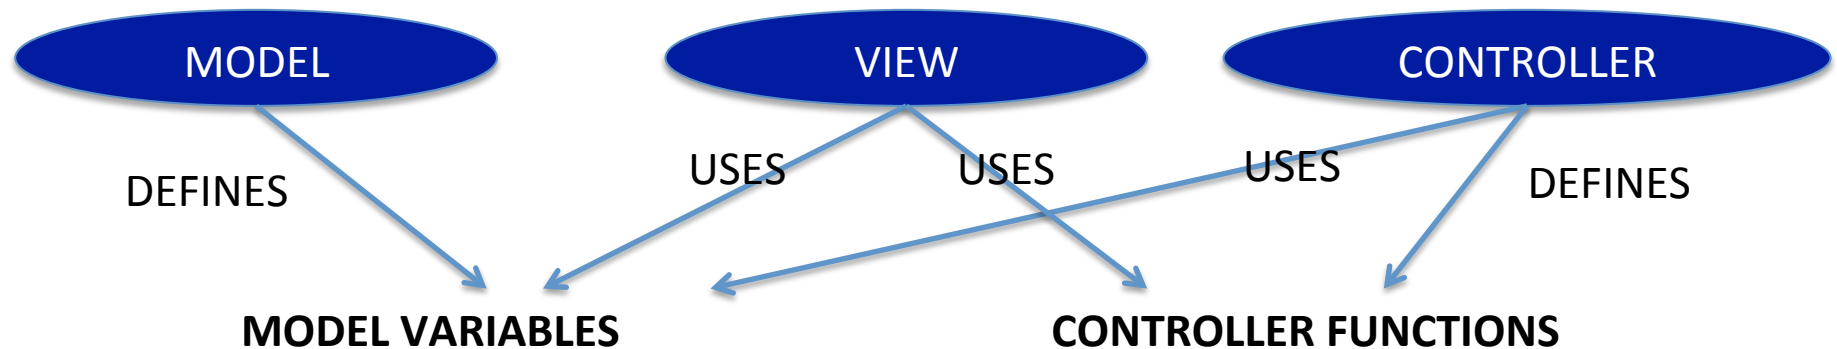 MODEL
VIEW
CONTROLLER
DEFINES
USES
USES
USES
DEFINES
MODEL VARIABLES
CONTROLLER FUNCTIONS